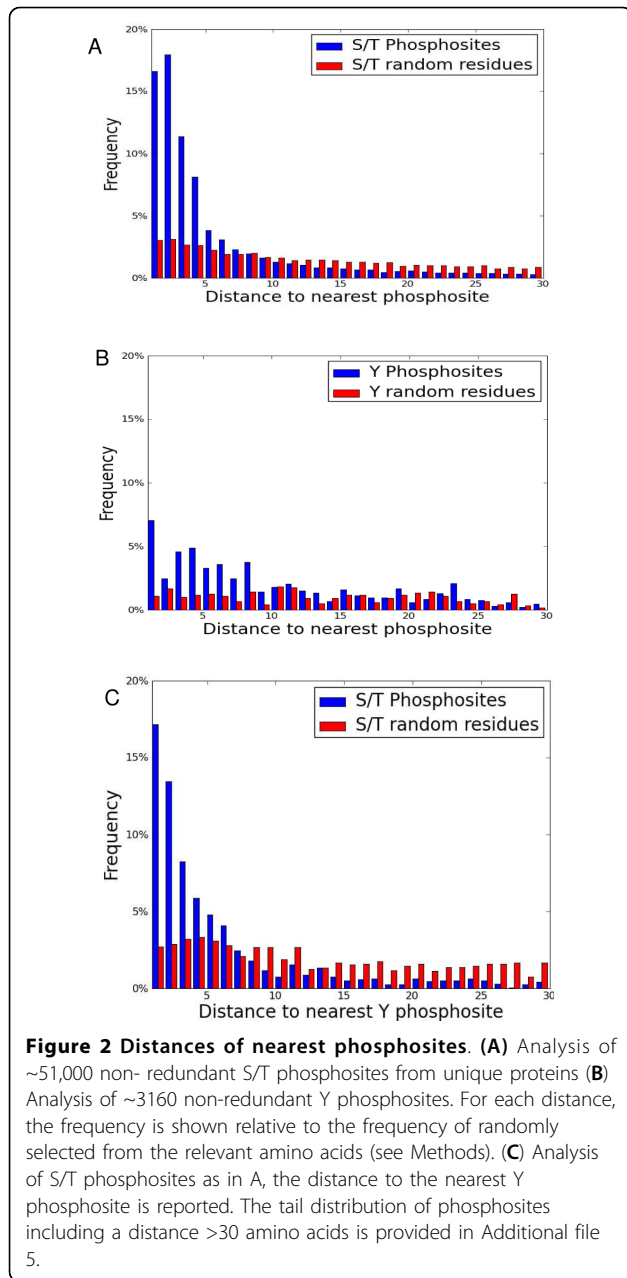 A
20%
15%
10%
5%
0%
Frequency
S/T Phosphosites
S/T random residues
5 10 15 20 25 30
Distance to nearest phosphosite
B
20%
15%
10%
5%
0%
Frequency
Y Phosphosites
Y random residues
5 10 15 20 25 30
Distance to nearest phosphosite
C
20%
15%
10%
5%
0%
Frequency
S/T Phosphosites
S/T random residues
5 10 15 20 25 30
Distance to nearest Y phosphosite
Figure 2 Distances of nearest phosphosites. (A) Analysis of
~51,000 non- redundant S/T phosphosites from unique proteins (B)
Analysis of ~3160 non-redundant Y phosphosites. For each distance,
the frequency is shown relative to the frequency of randomly
selected from the relevant amino acids (see Methods). (C) Analysis
of S/T phosphosites as in A, the distance to the nearest Y
phosphosite is reported. The tail distribution of phosphosites
including a distance >30 amino acids is provided in Additional file
5.